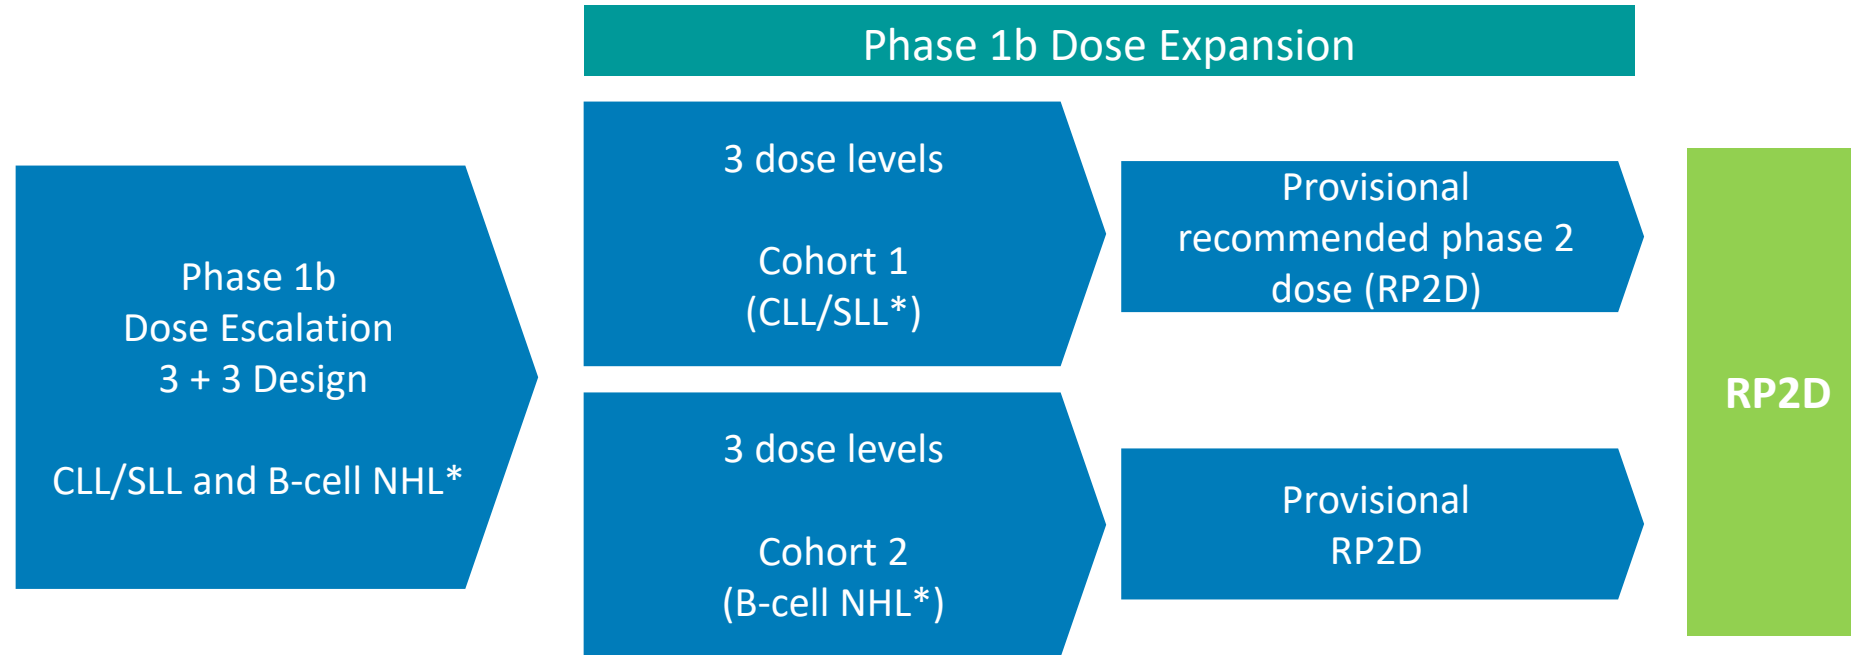 Phase 1b Dose Expansion
Phase 1b
Dose Escalation
3 + 3 Design
CLL/SLL and B-cell NHL*
3 dose levels
Cohort 1
(CLL/SLL*)
Provisional
recommended phase 2
dose (RP2D)
3 dose levels
Cohort 2
(B-cell NHL*)
Provisional
RP2D
RP2D